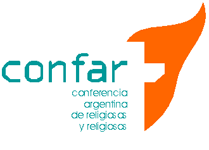 confar
conferencia
argentina
de religiosas
y religiosos